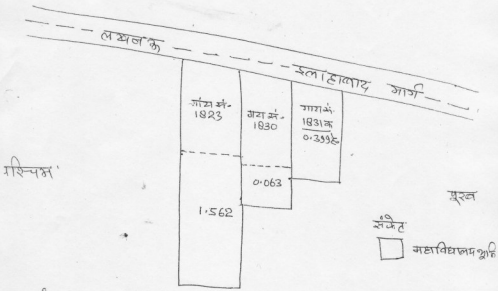 लखनऊ
इलाहाबाद मार्ग
गाटा सं-
1823
गाटा सं-
1830
गाटा सं-
1831क
0.399हे.
0.063
1.562
पश्चिम
पूरब
संकेत
महाविद्यालय भूमि